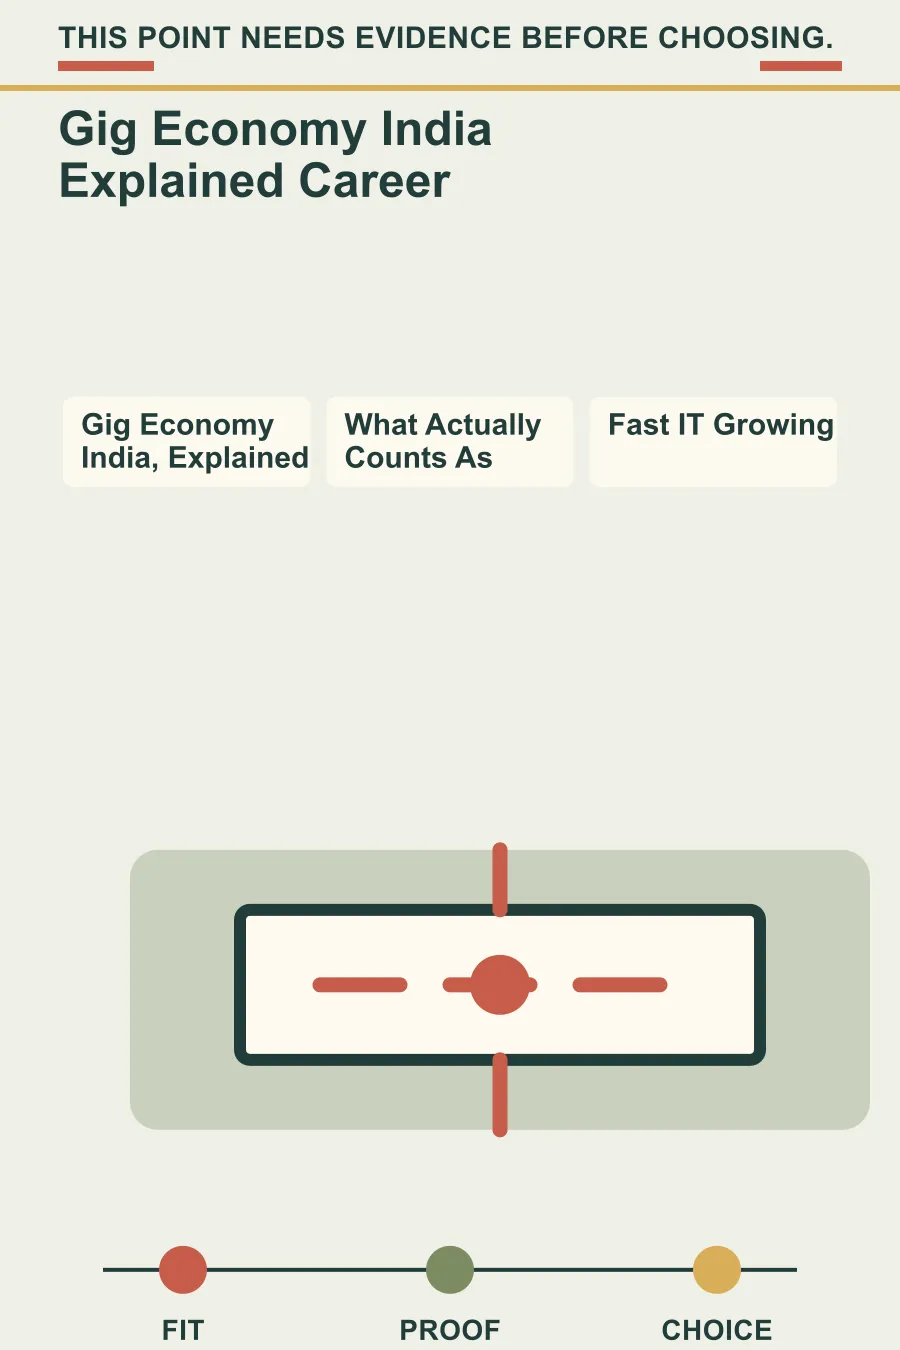 THIS POINT NEEDS EVIDENCE BEFORE CHOOSING.
Gig Economy India
Explained Career
Gig Economy
India, Explained
What Actually
Counts As
Fast IT Growing
FIT
PROOF
CHOICE